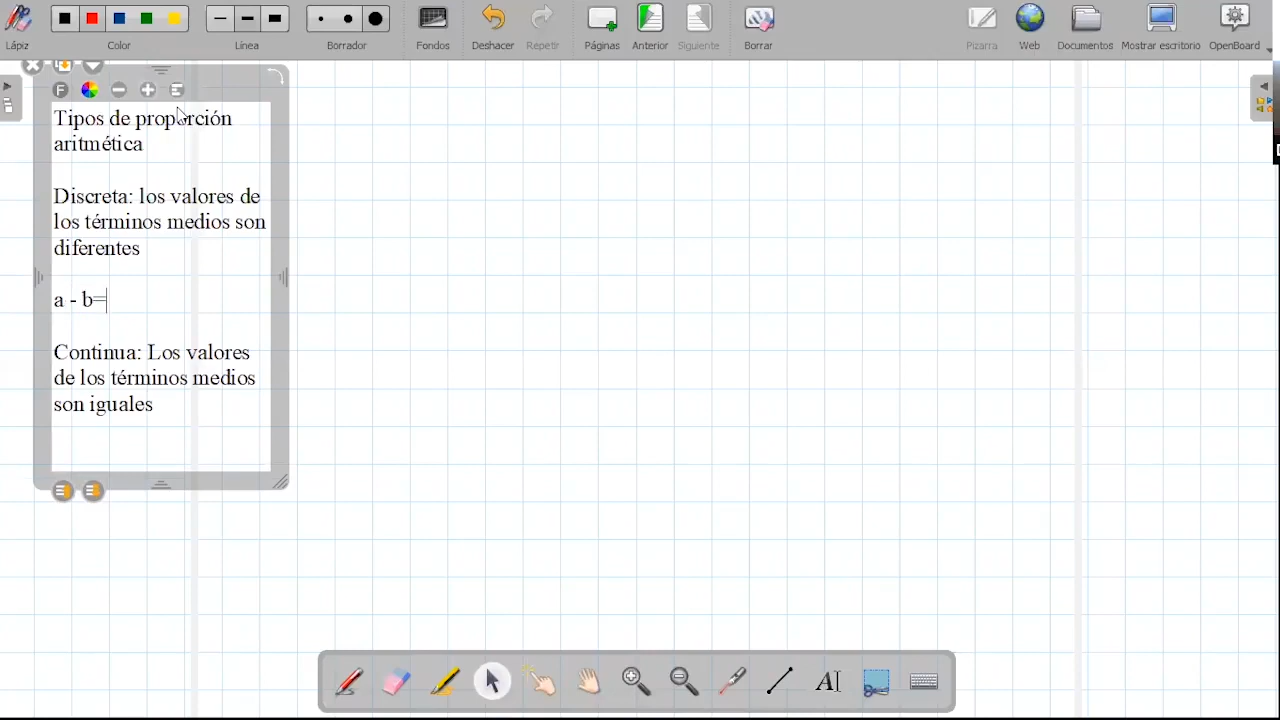 Lápiz
Color
Línea
Borrador
Fondos
Deshacer
Repetir
Páginas
Anterior
Siguiente
Borrar
Pizarra
Web
Documentos
Mostrar escritorio
OpenBoard
F
Tipos de proporción
aritmética
Discreta: los valores de
los términos medios son
diferentes
a - b=
Continua: Los valores
de los términos medios
son iguales
A